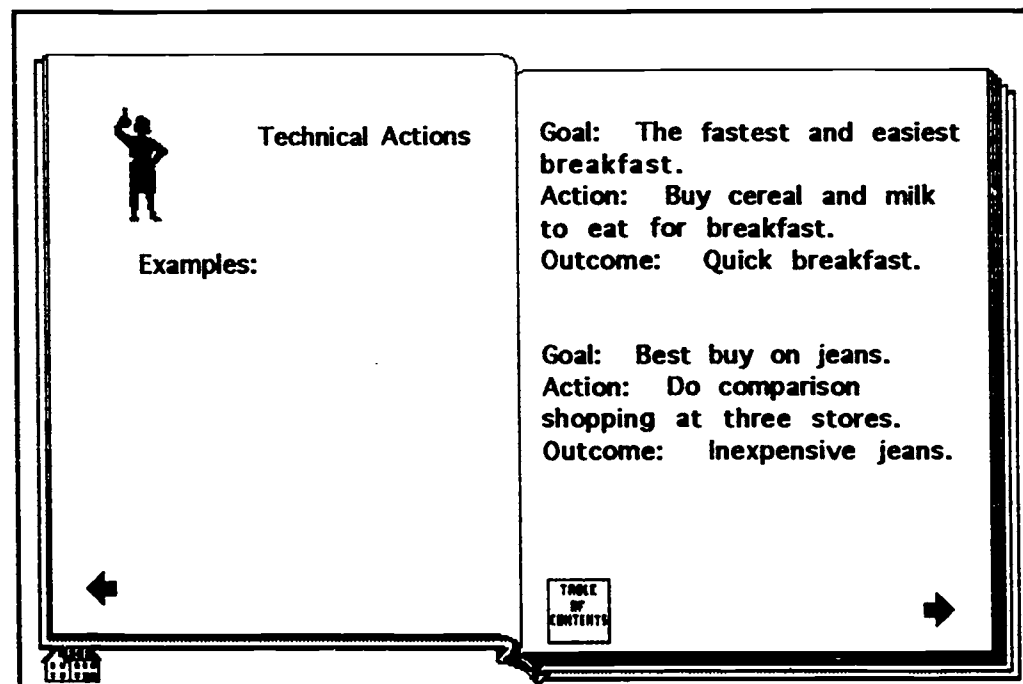 Technical Actions
Examples:
Goal: The fastest and easiest
breakfast.
Action: Buy cereal and milk
to eat for breakfast.
Outcome: Quick breakfast.
Goal: Best buy on jeans.
Action: Do comparison
shopping at three stores.
Outcome: Inexpensive jeans.
TABLE
OF
CONTENTS